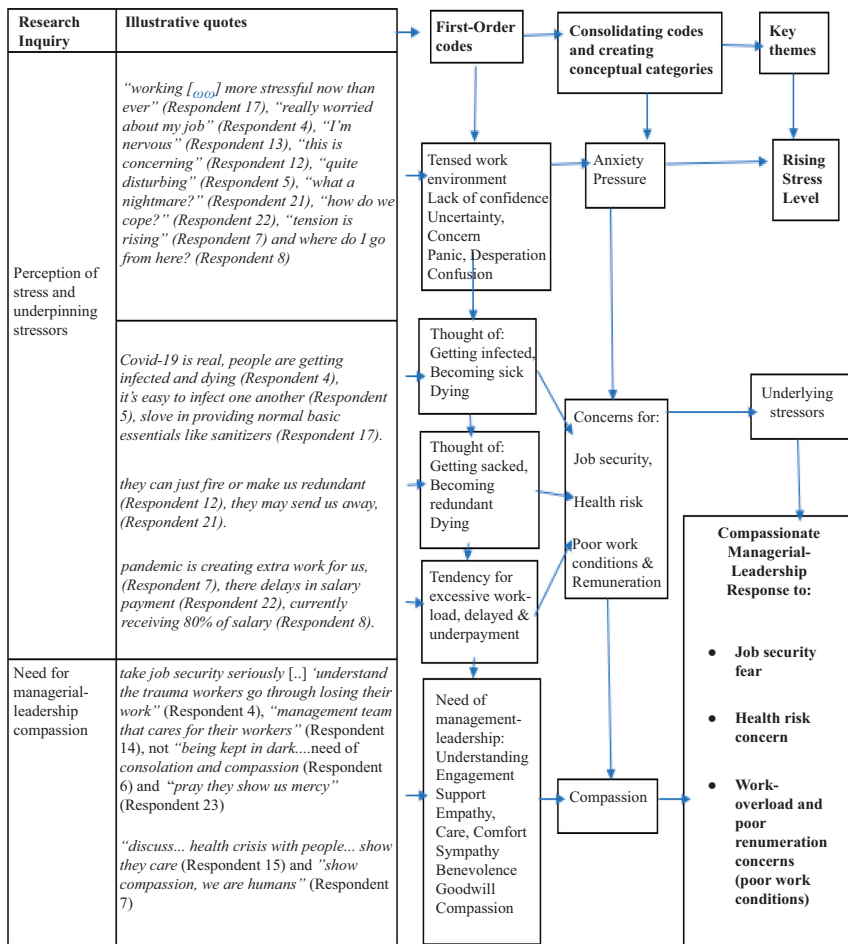 Research
Inquiry
Illustrative quotes
First-Order
codes
Consolidating codes
and creating
conceptual categories
Key
themes
Perception of
stress and
underpinning
stressors
“working [ωω] more stressful now than
ever” (Respondent 17), “really worried
about my job” (Respondent 4), “I’m
nervous” (Respondent 13), “this is
concerning” (Respondent 12), “quite
disturbing” (Respondent 5), “what a
nightmare?” (Respondent 21), “how do we
cope?” (Respondent 22), “tension is
rising” (Respondent 7) and where do I go
from here? (Respondent 8)
Tensed work
environment
Lack of confidence
Uncertainty,
Concern
Panic, Desperation
Confusion
Anxiety
Pressure
Rising
Stress
Level
Covid-19 is real, people are getting
infected and dying (Respondent 4),
it’s easy to infect one another (Respondent
5), slove in providing normal basic
essentials like sanitizers (Respondent 17).
they can just fire or make us redundant
(Respondent 12), they may send us away,
(Respondent 21).
pandemic is creating extra work for us,
(Respondent 7), there delays in salary
payment (Respondent 22), currently
receiving 80% of salary (Respondent 8).
Thought of:
Getting infected,
Becoming sick
Dying
Thought of:
Getting sacked,
Becoming
redundant
Dying
Tendency for
excessive work-
load, delayed &
underpayment
Concerns for:
Job security,
Health risk
Poor work
conditions &
Remuneration
Underlying
stressors
Need for
managerial-
leadership
compassion
take job security seriously [..] ‘understand
the trauma workers go through losing their
work” (Respondent 4), “management team
that cares for their workers” (Respondent
14), not “being kept in dark....need of
consolation and compassion (Respondent
6) and “pray they show us mercy”
(Respondent 23)
“discuss... health crisis with people... show
they care (Respondent 15) and ”show
compassion, we are humans” (Respondent
7)
Need of
management-
leadership:
Understanding
Engagement
Support
Empathy,
Care, Comfort
Sympathy
Benevolence
Goodwill
Compassion
Compassion
Compassionate
Managerial-
Leadership
Response to:
● Job security
fear
● Health risk
concern
● Work-
overload and
poor
renumeration
concerns
(poor work
conditions)